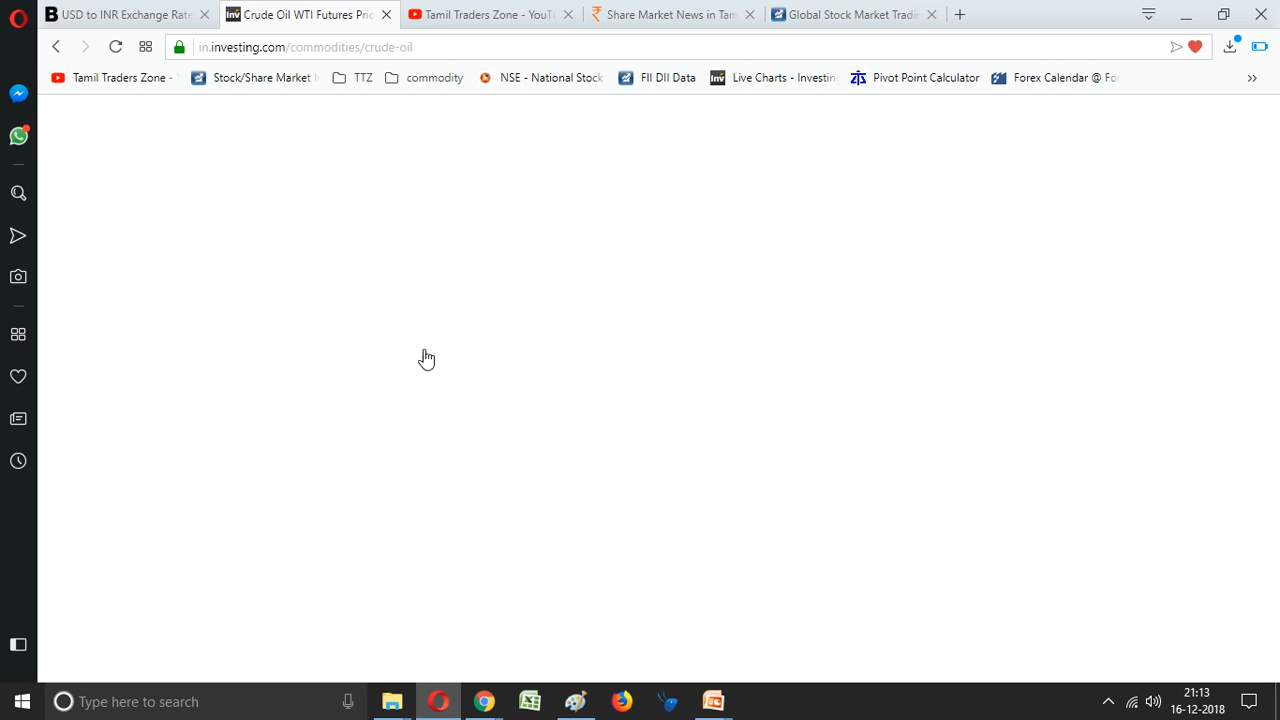 USD to INR Exchange Rate
Crude Oil WTI Futures Pric
Tamil Traders Zone - YouTu
Share Market News in Tam
Global Stock Market Tradin
in.investing.com/commodities/crude-oil
Tamil Traders Zone -
Stock/Share Market I
TTZ
commodity
NSE - National Stock
FII DII Data
Live Charts - Investin
Pivot Point Calculator
Forex Calendar @ Fo
Type here to search
21:13
16-12-2018